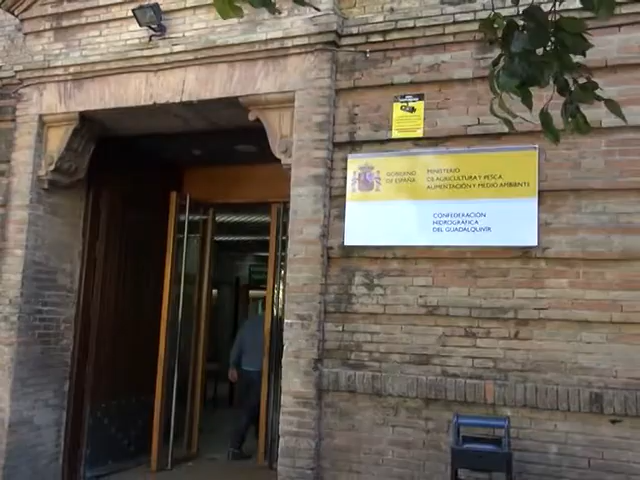 GOBIERNO
DE ESPAÑA
MINISTERIO
DE AGRICULTURA Y PESCA,
ALIMENTACIÓN Y MEDIO AMBIENTE
CONFEDERACIÓN
HIDROGRÁFICA
DEL GUADALQUIVIR